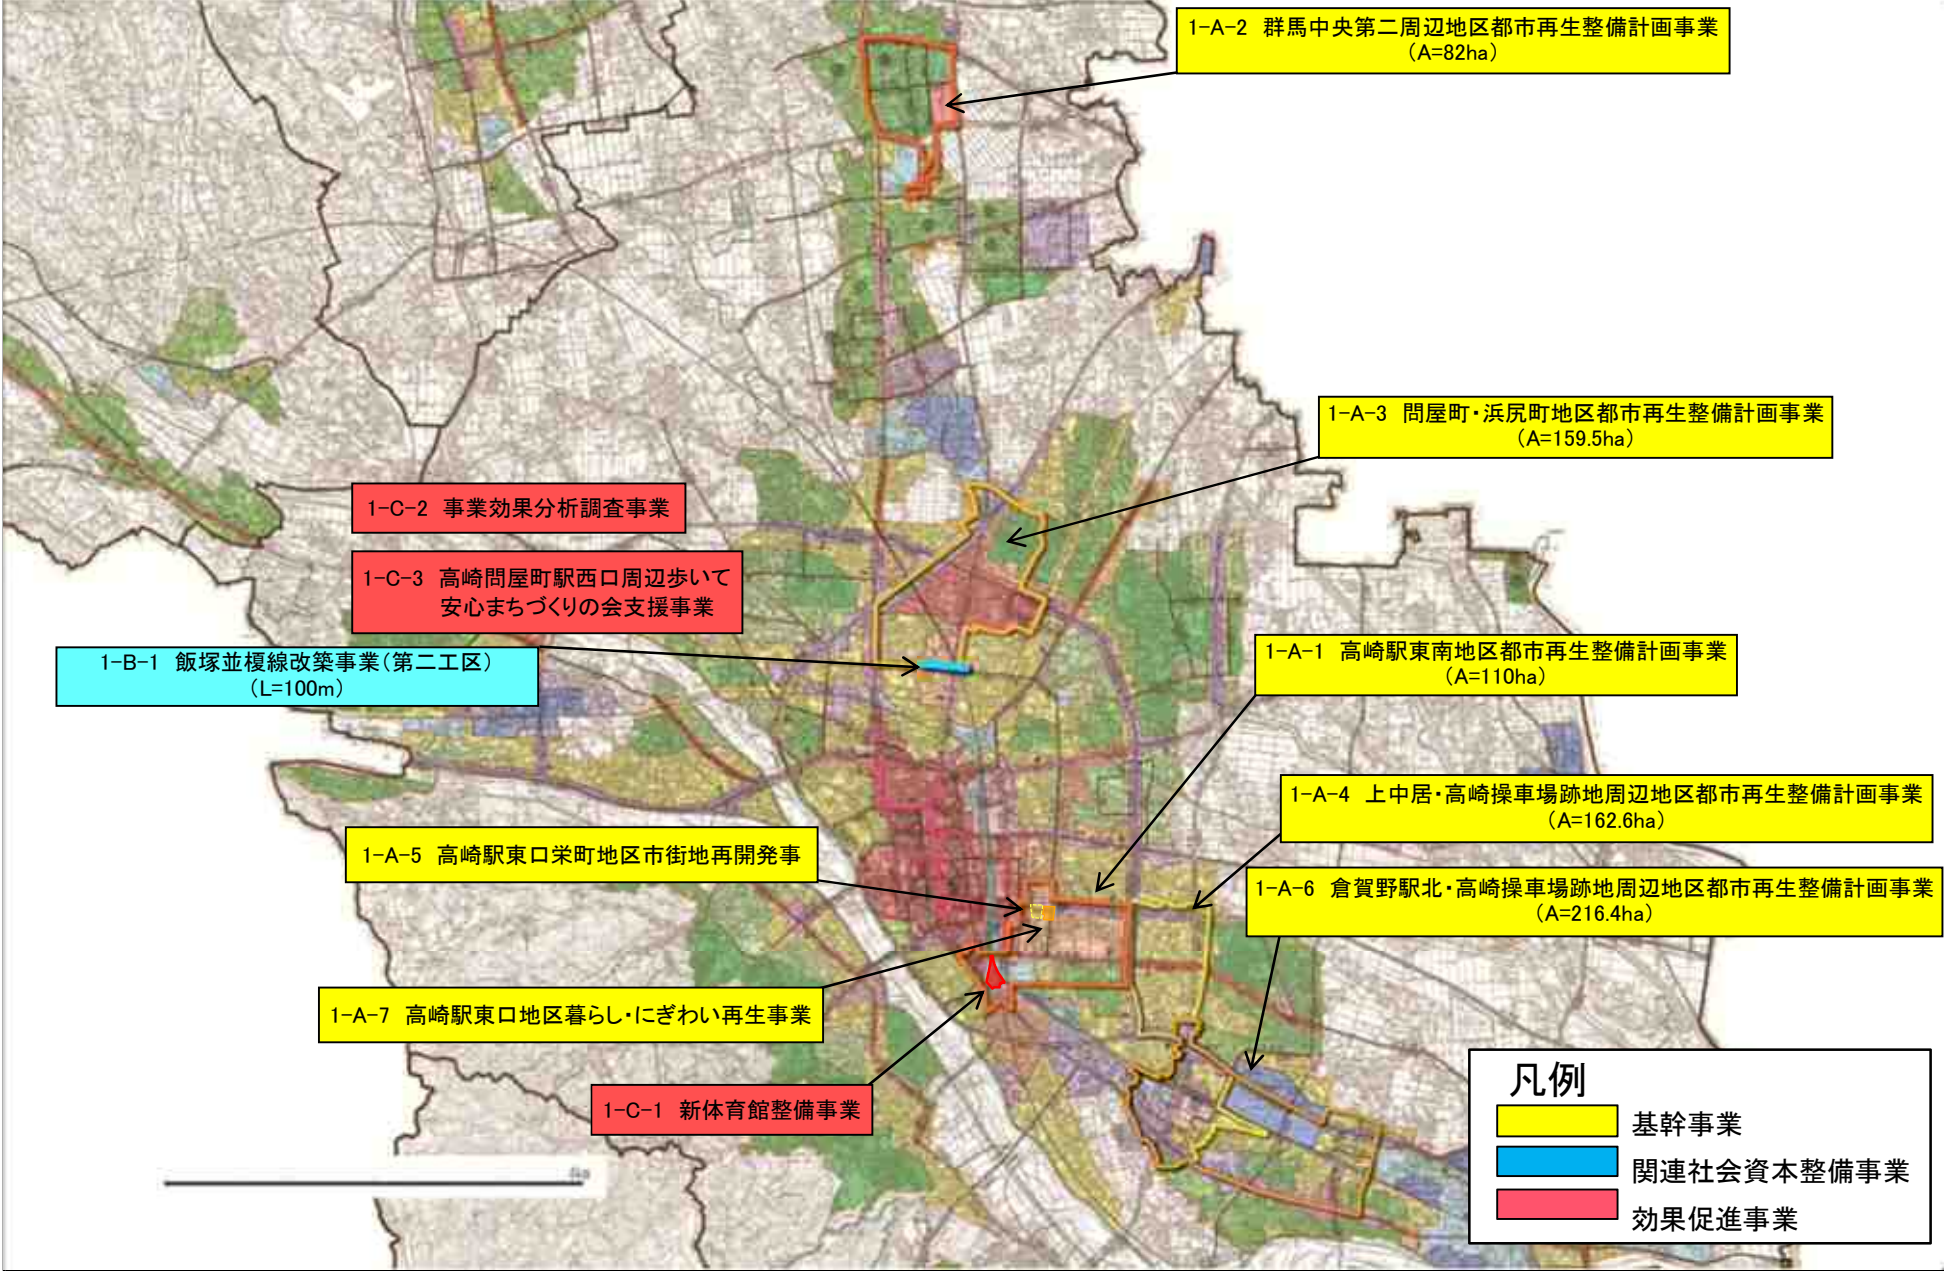 1-A-2 群馬中央第二周辺地区都市再生整備計画事業
(A=82ha)
1-A-3 問屋町・浜尻町地区都市再生整備計画事業
(A=159.5ha)
1-C-2 事業効果分析調査事業
1-C-3 高崎問屋町駅西口周辺歩いて
安心まちづくりの会支援事業
1-B-1 飯塚並榎線改築事業(第二工区)
(L=100m)
1-A-1 高崎駅東南地区都市再生整備計画事業
(A=110ha)
1-A-4 上中居・高崎操車場跡地周辺地区都市再生整備計画事業
(A=162.6ha)
1-A-5 高崎駅東口栄町地区市街地再開発事
1-A-6 倉賀野駅北・高崎操車場跡地周辺地区都市再生整備計画事業
(A=216.4ha)
1-A-7 高崎駅東口地区暮らし・にぎわい再生事業
1-C-1 新体育館整備事業
凡例
基幹事業
関連社会資本整備事業
効果促進事業